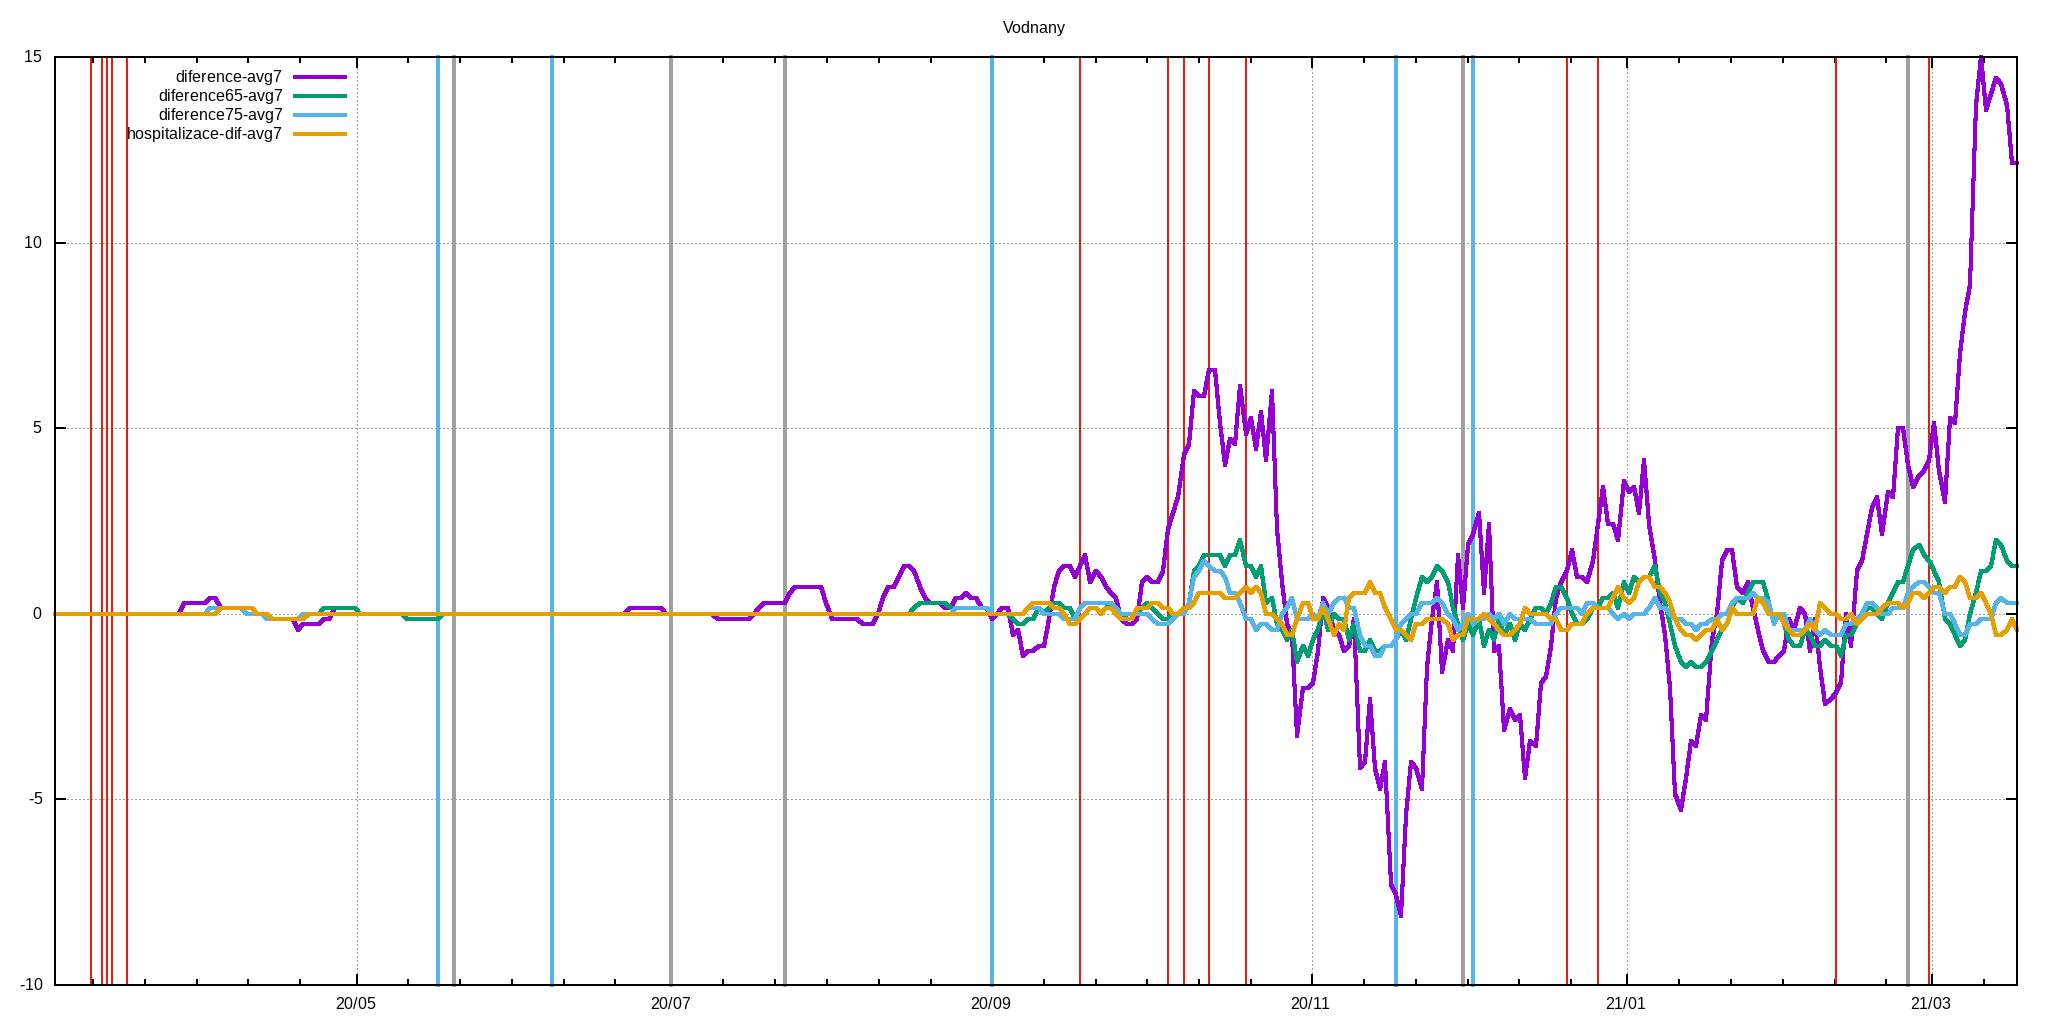 Vodnany
15
diference-avg7
diference65-avg7
diference75-avg7
hospitalizace-dif-avg7
10
5
0
-5
-10
20/05
20/07
20/09
20/11
21/01
21/03